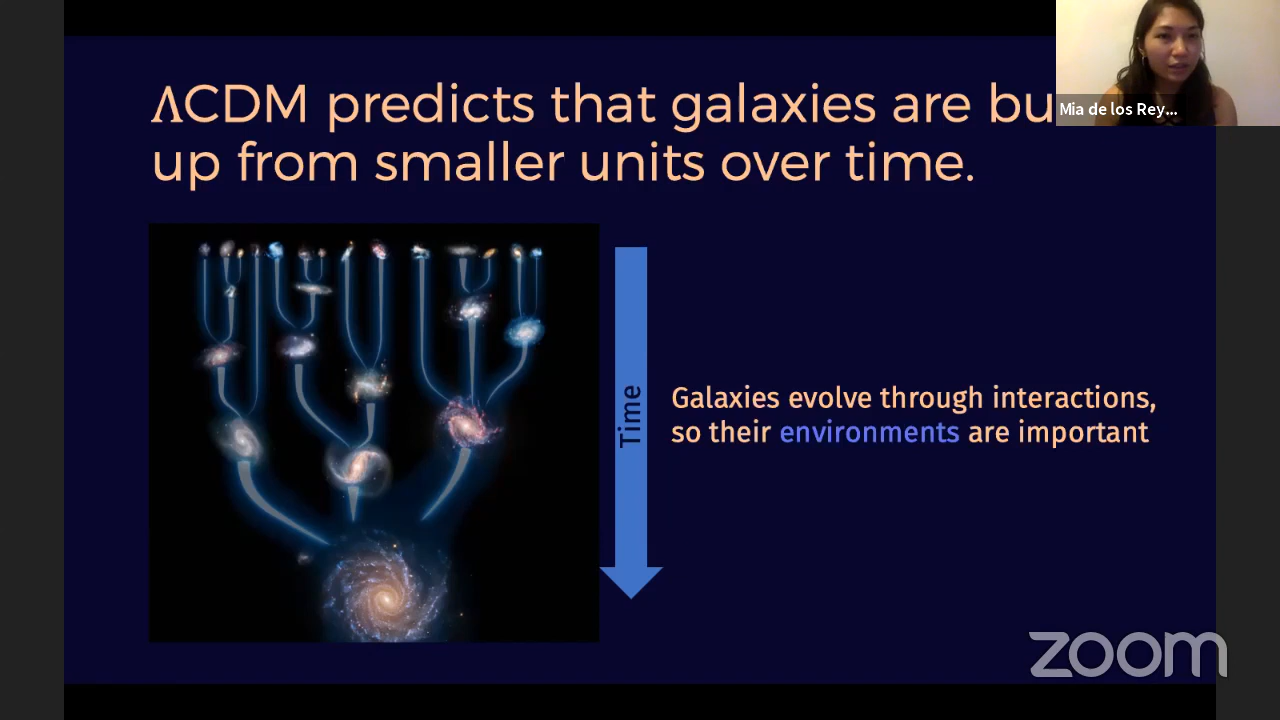 ΛCDM predicts that galaxies are bu
up from smaller units over time.
Mia de los Rey...
Time
Galaxies evolve through interactions,
so their environments are important
zoom